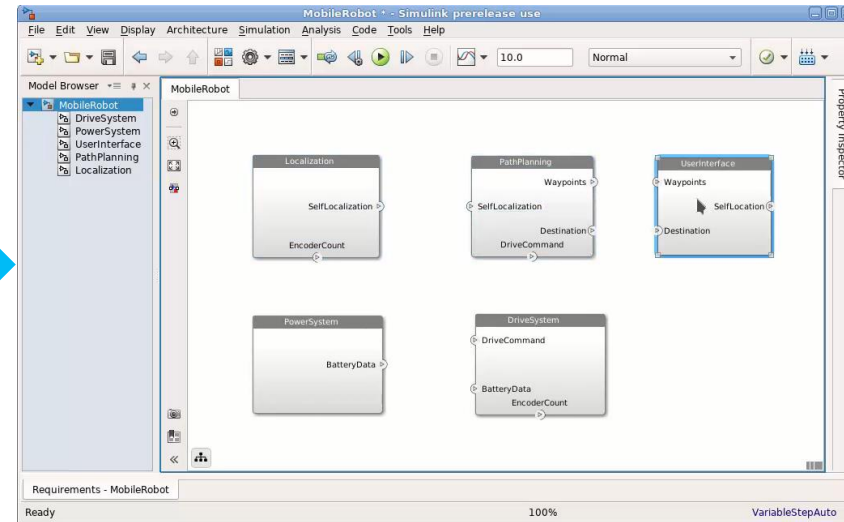 MobileRobot * - Simulink prerelease use
File Edit View Display Architecture Simulation Analysis Code Tools Help
10.0 Normal
Model Browser
MobileRobot
DriveSystem
PowerSystem
UserInterface
PathPlanning
Localization
MobileRobot
Property Inspector
Localization
SelfLocalization
EncoderCount
PathPlanning
Waypoints
SelfLocalization
Destination
DriveCommand
UserInterface
Waypoints
SelfLocation
Destination
PowerSystem
BatteryData
DriveSystem
DriveCommand
BatteryData
EncoderCount
Requirements - MobileRobot
Ready 100% VariableStepAuto